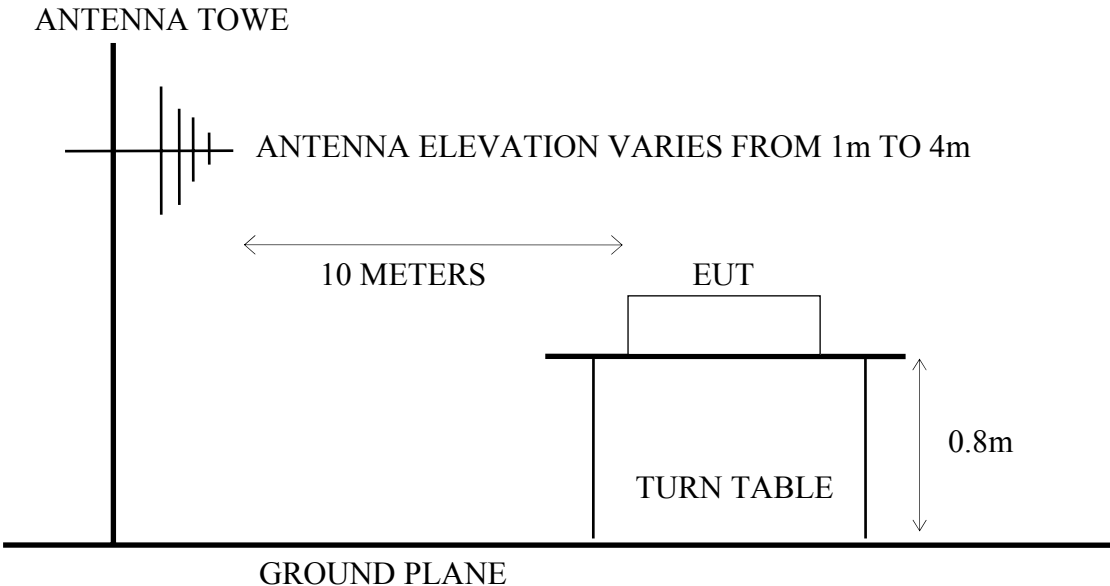 ANTENNA TOWE
ANTENNA ELEVATION VARIES FROM 1m TO 4m
10 METERS
EUT
0.8m
TURN TABLE
GROUND PLANE